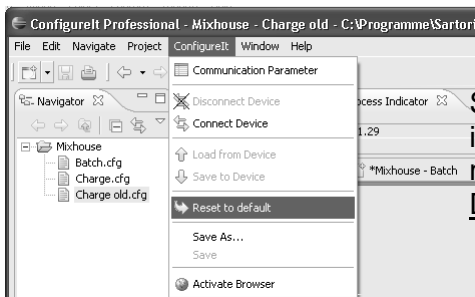 ConfigureIt Professional - Mixhouse - Charge old - C:\Programme\Sartori
File Edit Navigate Project ConfigureIt Window Help
Communication Parameter
Navigator
Disconnect Device
Connect Device
ocess Indicator
1.29
Mixhouse
Batch.cfg
Charge.cfg
Charge old.cfg
Load from Device
Save to Device
*Mixhouse - Batch
Reset to default
Save As...
Save
Activate Browser